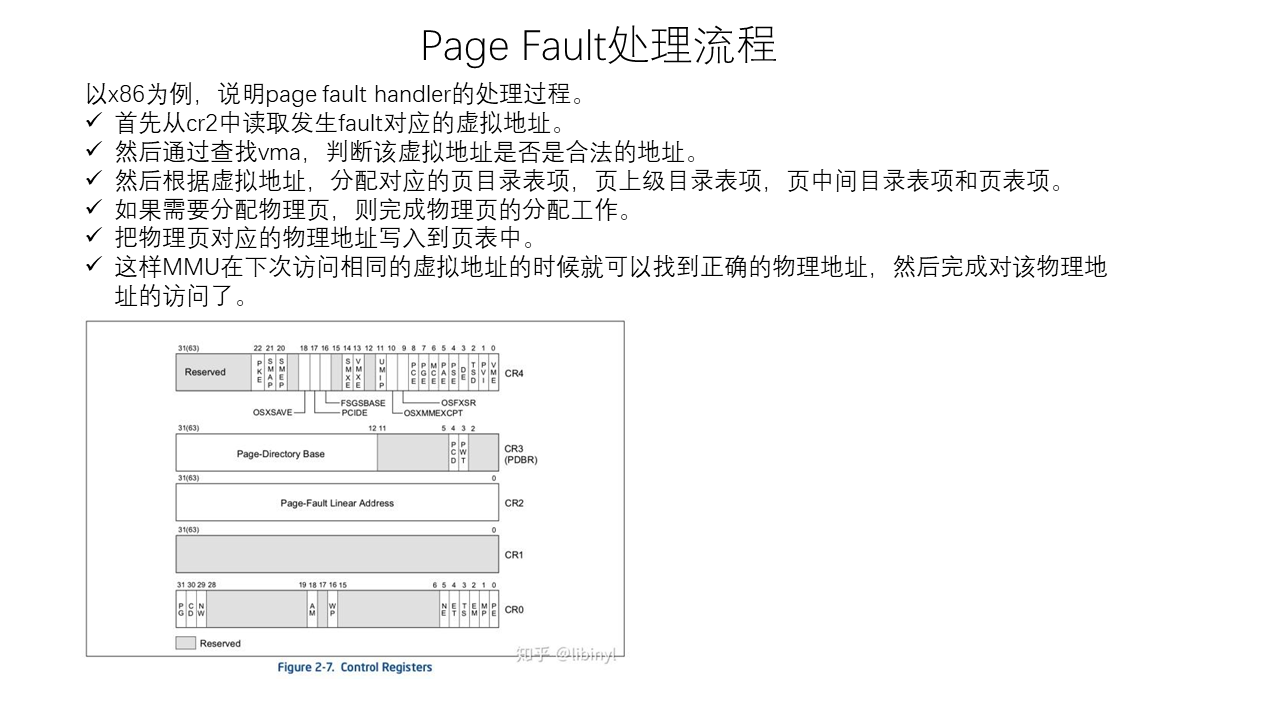 Page Fault处理流程
以x86为例，说明page fault handler的处理过程。
✓ 首先从cr2中读取发生fault对应的虚拟地址。
✓ 然后通过查找vma，判断该虚拟地址是否是合法的地址。
✓ 然后根据虚拟地址，分配对应的页目录表项，页上级目录表项，页中间目录表项和页表项。
✓ 如果需要分配物理页，则完成物理页的分配工作。
✓ 把物理页对应的物理地址写入到页表中。
✓ 这样MMU在下次访问相同的虚拟地址的时候就可以找到正确的物理地址，然后完成对该物理地
址的访问了。
31(63) 22 21 20 18 17 16 15 14 13 12 11 10 9 8 7 6 5 4 3 2 1 0
Reserved PKE SMAP SMEP SMXE VMXE UMIP PCE PGE MCE PAE PSE DE TSD PVI VME CR4
FSGSBASE OSFXSR
OSXSAVE PCIDE OSXMMEXCPT
31(63) 12 11 5 4 3 2
Page-Directory Base PCD PWT CR3
(PDBR)
31(63) 0
Page-Fault Linear Address CR2
31(63) 0
CR1
31 30 29 28 19 18 17 16 15 6 5 4 3 2 1 0
PG CD NW AM WP NE ET TS EM MP PE CR0
Reserved
知乎 @libinyl
Figure 2-7. Control Registers